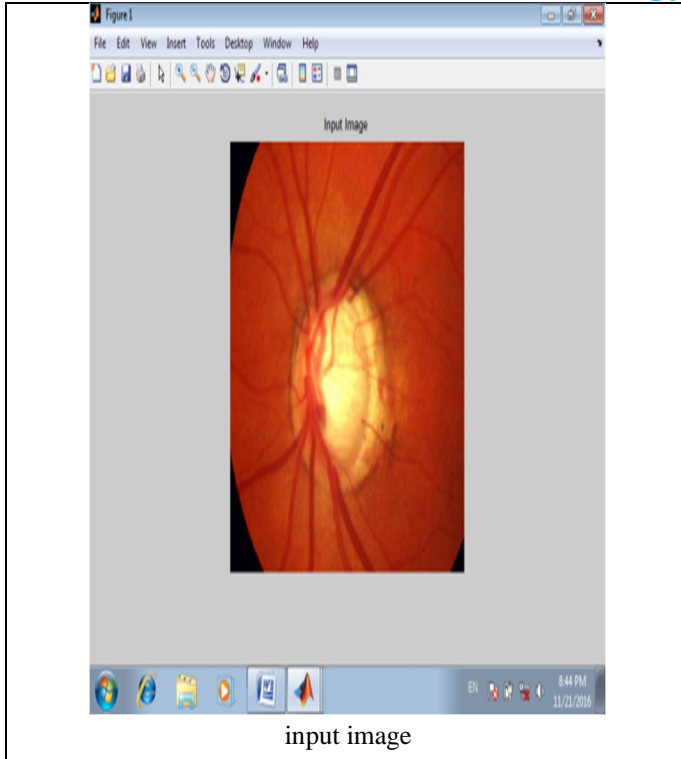 Figure 1
File Edit View Insert Tools Desktop Window Help
Input Image
EN
8:44 PM
11/21/2016
input image